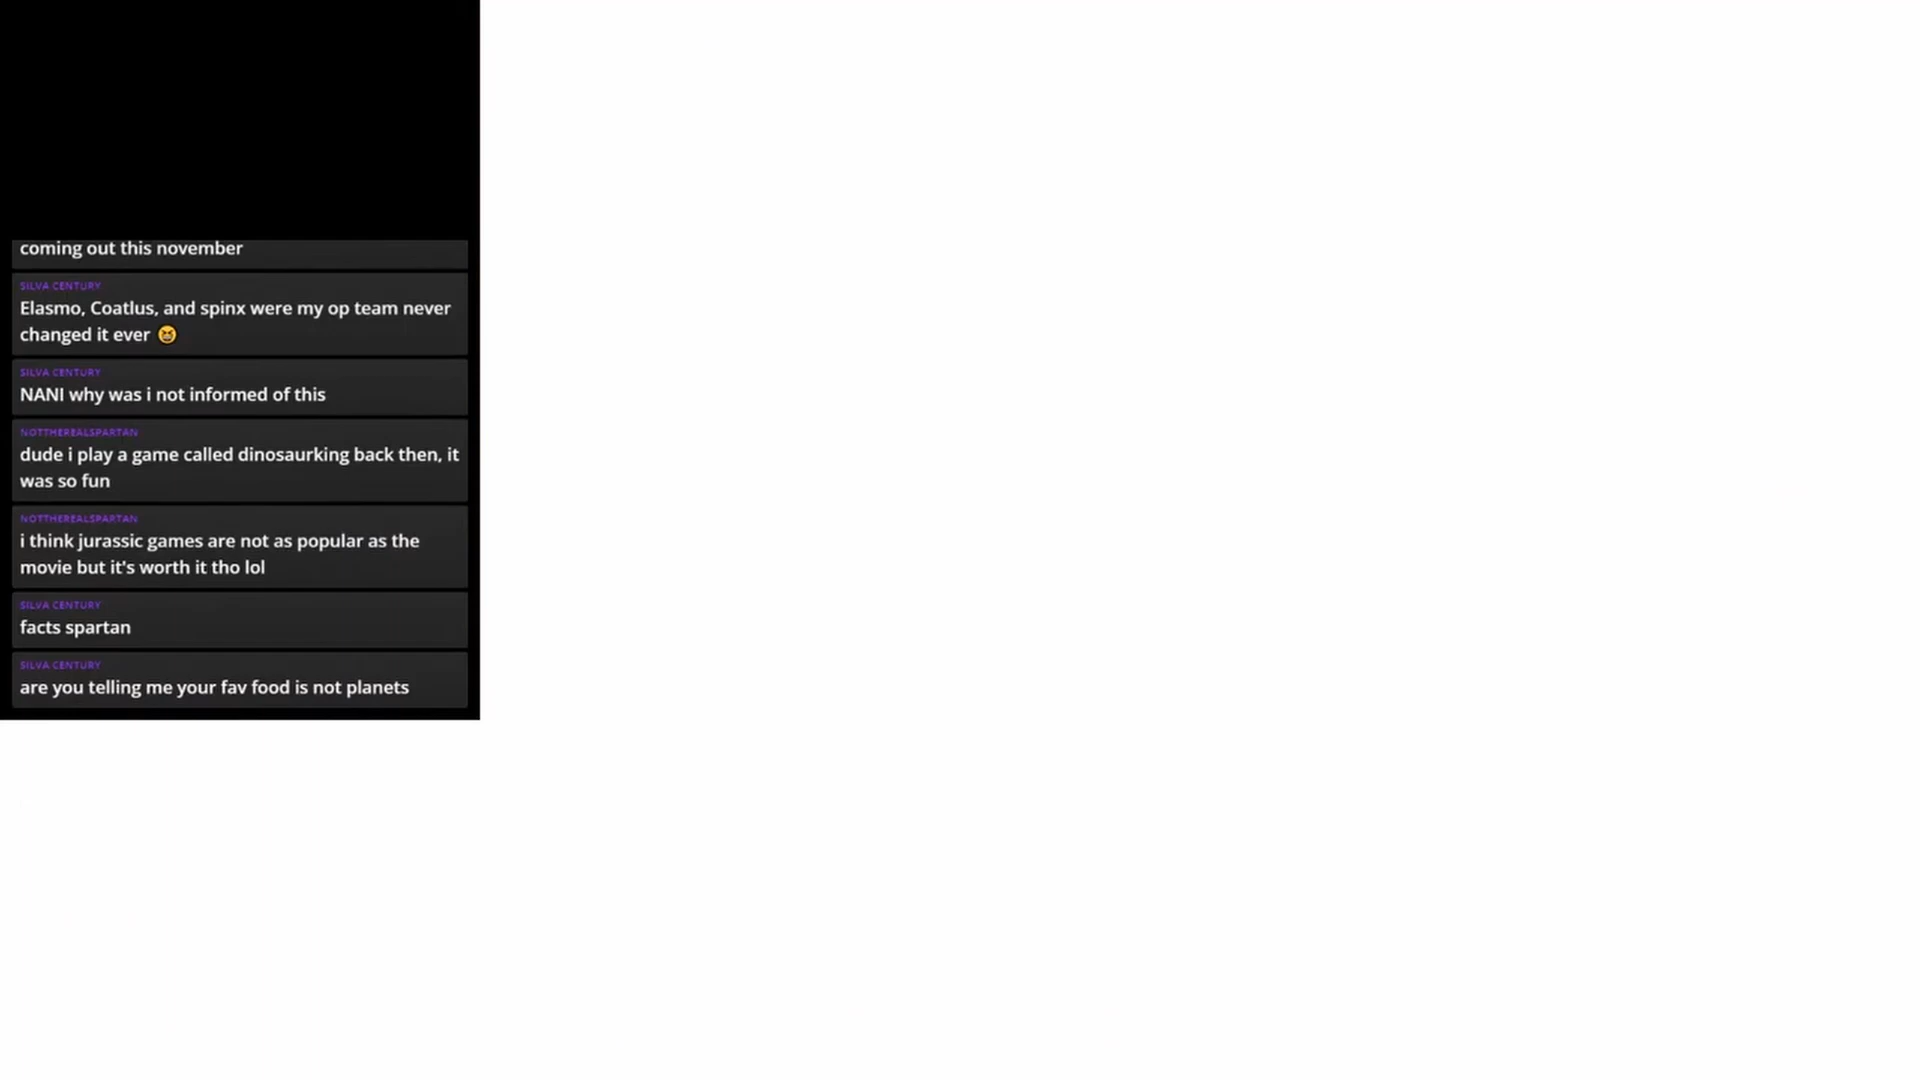 coming out this november
SILVA CENTURY
Elasmo, Coatlus, and spinx were my op team never
changed it ever 😆
SILVA CENTURY
NANI why was i not informed of this
NOTTHEREALSPARTAN
dude i play a game called dinosaurking back then, it
was so fun
NOTTHEREALSPARTAN
i think jurassic games are not as popular as the
movie but it's worth it tho lol
SILVA CENTURY
facts spartan
SILVA CENTURY
are you telling me your fav food is not planets